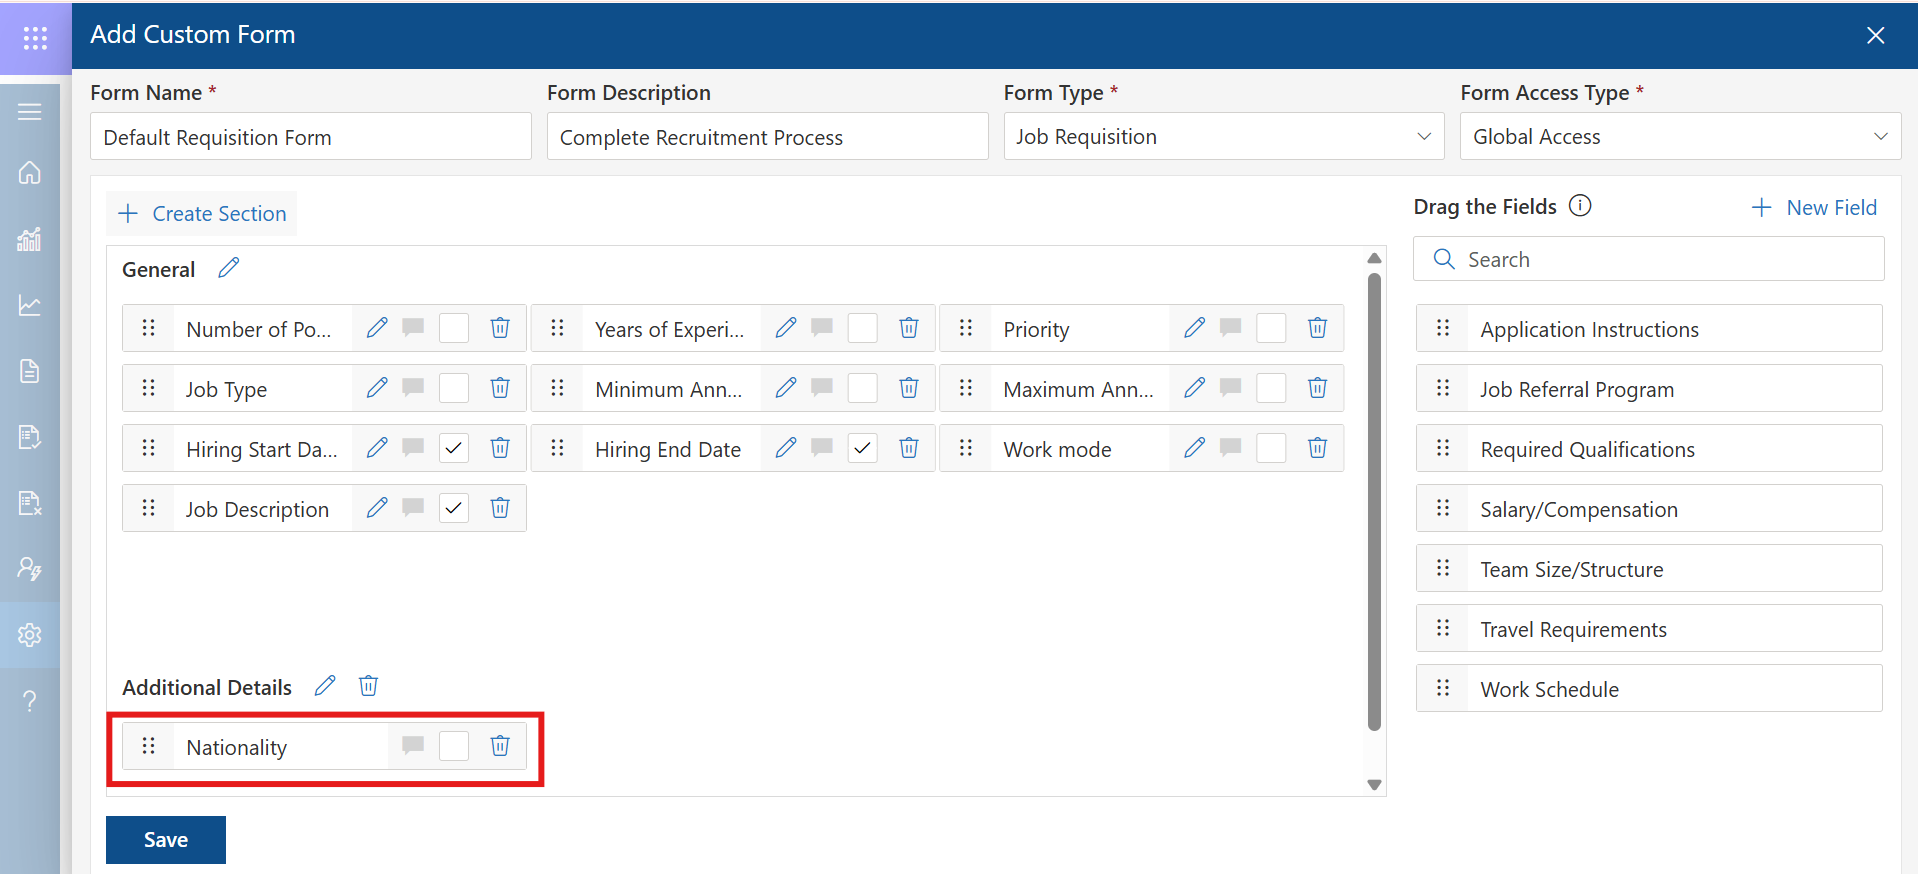 Add Custom Form
Form Name *
Form Description
Form Type *
Form Access Type *
Default Requisition Form
Complete Recruitment Process
Job Requisition
Global Access
Create Section
General
Number of Po...
Years of Experi...
Priority
Job Type
Minimum Ann...
Maximum Ann...
Hiring Start Da...
Hiring End Date
Work mode
Job Description
Additional Details
Nationality
Save
Drag the Fields
New Field
Search
Application Instructions
Job Referral Program
Required Qualifications
Salary/Compensation
Team Size/Structure
Travel Requirements
Work Schedule